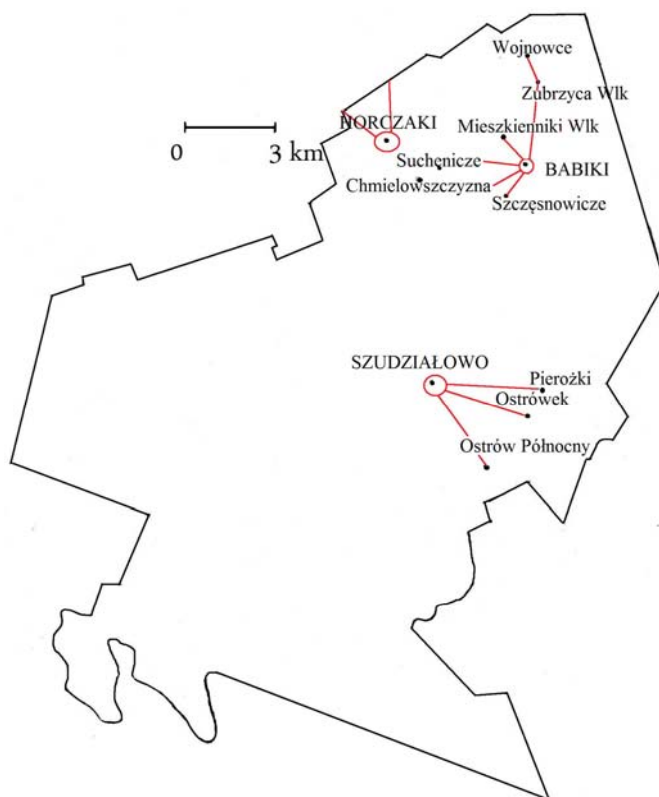 Wojnowce
Zubrzyca Wlk
NORCZAKI
Mieszkienniki Wlk
0 3 km
Suchenicze
BABIKI
Chmielowszczyzna
Szczęsnowicze
SZUDZIAŁOWO
Pierożki
Ostrówek
Ostrów Północny